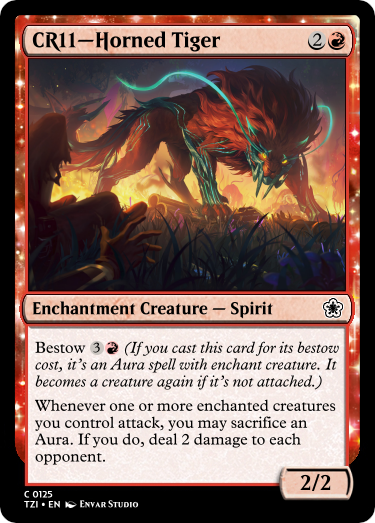 CR11—Horned Tiger 2
Enchantment Creature — Spirit
Bestow 3 (If you cast this card for its bestow
cost, it's an Aura spell with enchant creature. It
becomes a creature again if it's not attached.)
Whenever one or more enchanted creatures
you control attack, you may sacrifice an
Aura. If you do, deal 2 damage to each
opponent.
2/2
C 0125
TZI • EN Envar Studio